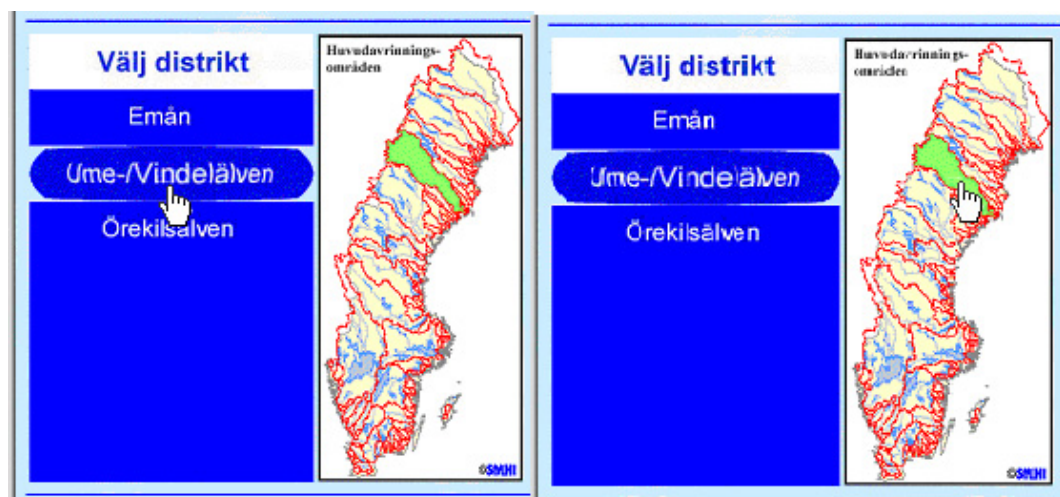 Välj distrikt
Emån
Ume-/Vindelälven
Örekilsälven
Huvudavrinnings-
områden
©SMHI
Välj distrikt
Emån
Ume-/Vindelälven
Örekilsälven
Huvudavrinnings-
områden
©SMHI